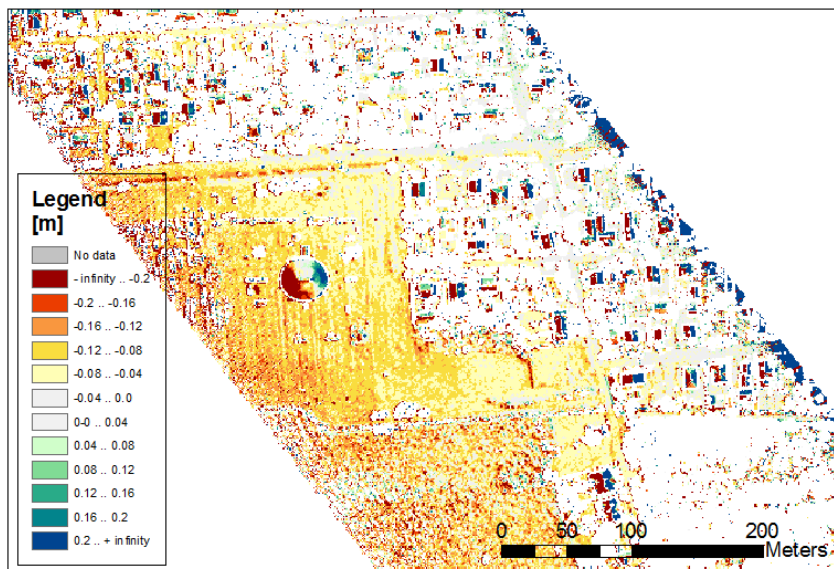 Legend
[m]
No data
- infinity .. -0.2
-0.2 .. -0.16
-0.16 .. -0.12
-0.12 .. -0.08
-0.08 .. -0.04
-0.04 .. 0.0
0-0 .. 0.04
0.04 .. 0.08
0.08 .. 0.12
0.12 .. 0.16
0.16 .. 0.2
0.2 .. + infinity
0 50 100 200
Meters